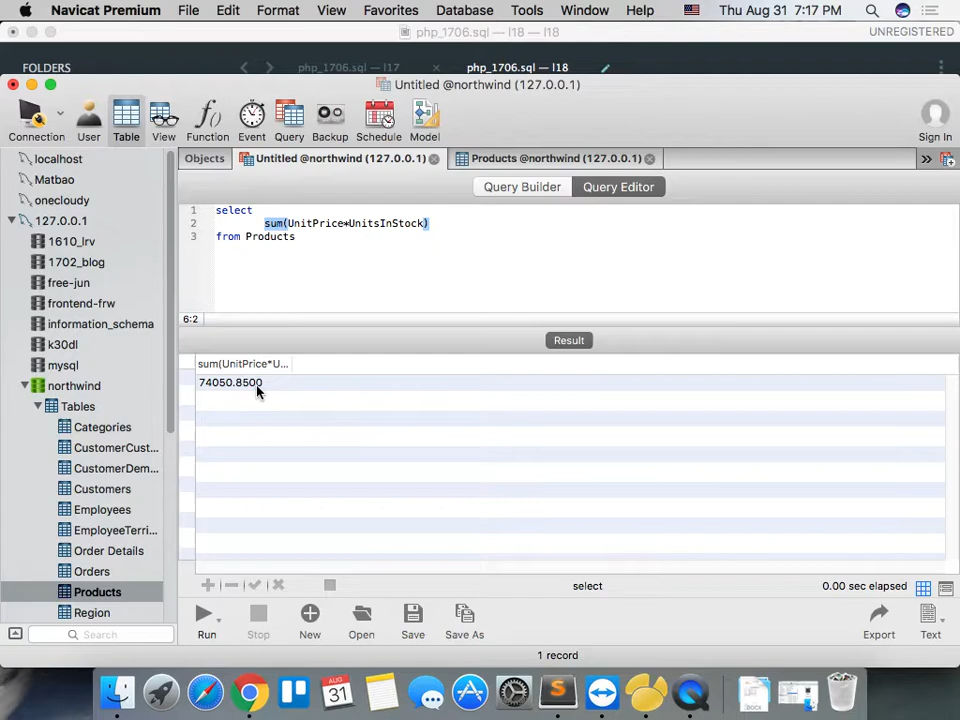 Navicat Premium File Edit Format View Favorites Database Tools Window Help Thu Aug 31 7:17 PM
php_1706.sql — l18 — l18 UNREGISTERED
FOLDERS php_1706.sql — l17 php_1706.sql — l18
Untitled @northwind (127.0.0.1)
Connection User Table View Function Event Query Backup Schedule Model Sign In
localhost
Matbao
onecloudy
127.0.0.1
1610_lrv
1702_blog
free-jun
frontend-frw
information_schema
k30dl
mysql
northwind
Tables
Categories
CustomerCust...
CustomerDem...
Customers
Employees
EmployeeTerri...
Order Details
Orders
Products
Region
Search
Objects Untitled @northwind (127.0.0.1) Products @northwind (127.0.0.1)
Query Builder Query Editor
1 select
2 sum(UnitPrice*UnitsInStock)
3 from Products
6:2
Result
sum(UnitPrice*U...
74050.8500
select 0.00 sec elapsed
Run Stop New Open Save Save As Export Text
1 record
AUG
31